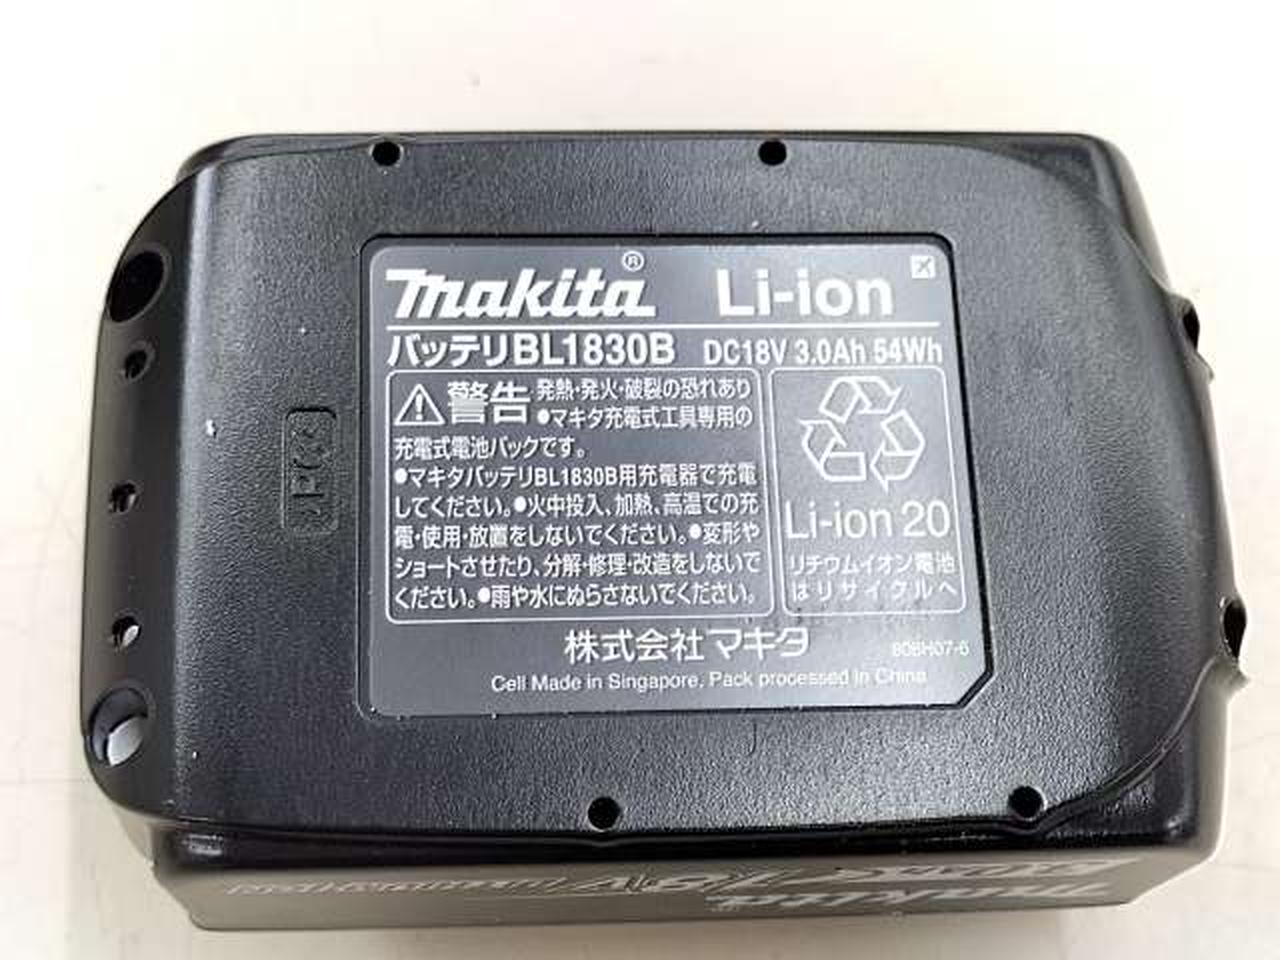 makita® Li-ion
バッテリBL1830B DC18V 3.0Ah 54Wh
警告 発熱・発火・破裂の恐れあり
●マキタ充電式工具専用の
充電式電池パックです。
●マキタバッテリBL1830B用充電器で充電
してください。●火中投入、加熱、高温での充
電・使用・放置をしないでください。●変形や
ショートさせたり、分解・修理・改造をしないで
ください。●雨や水にぬらさないでください。
Li-ion 20
リチウムイオン電池
はリサイクルへ
株式会社マキタ
Cell Made in Singapore, Pack processed in China
makita
18V